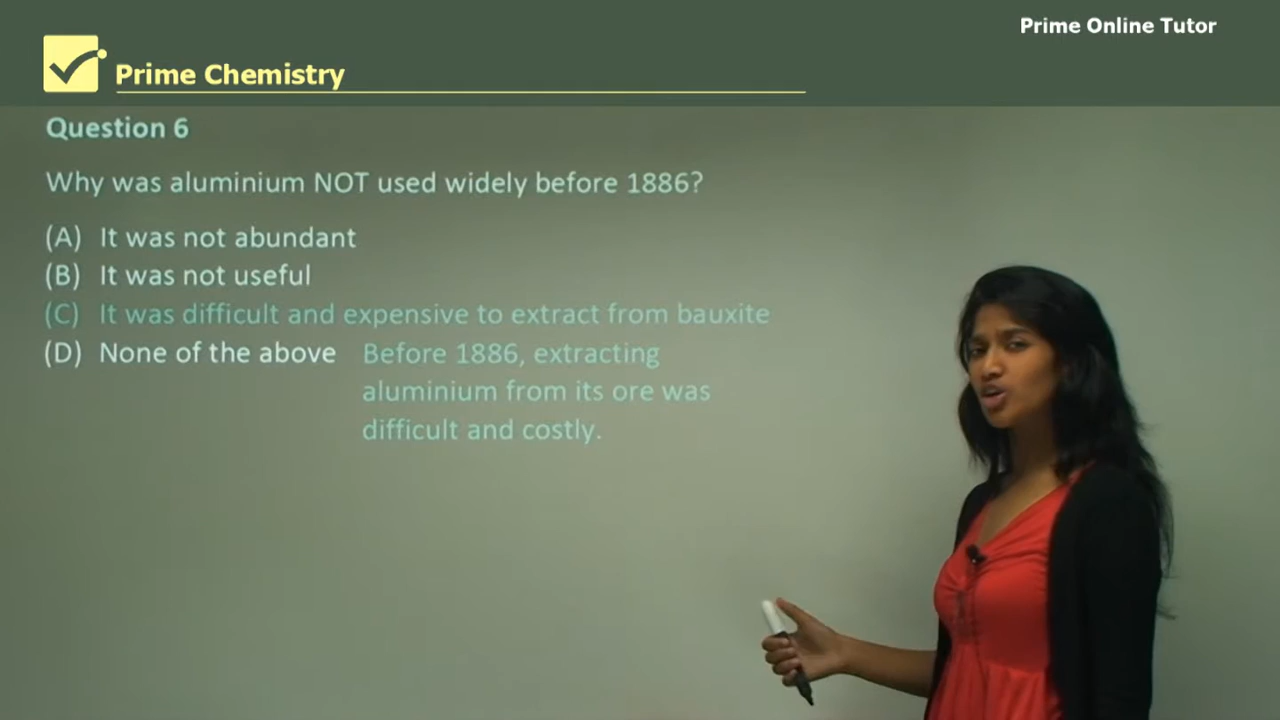 Prime Online Tutor
Prime Chemistry
Question 6
Why was aluminium NOT used widely before 1886?
(A) It was not abundant
(B) It was not useful
(C) It was difficult and expensive to extract from bauxite
(D) None of the above Before 1886, extracting
aluminium from its ore was
difficult and costly.